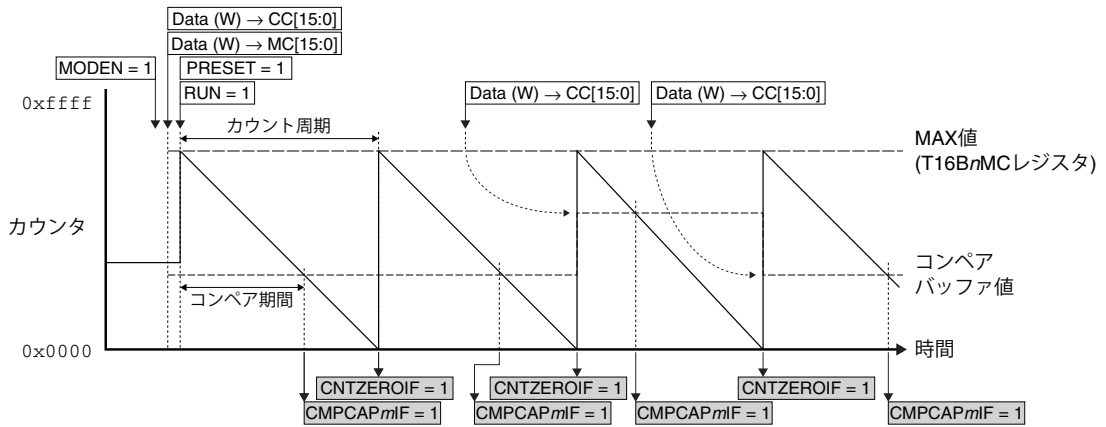 Data (W) → CC[15:0]
Data (W) → MC[15:0]
MODEN = 1
PRESET = 1
RUN = 1
Data (W) → CC[15:0]
Data (W) → CC[15:0]
0xffff
カウント周期
MAX値
(T16BnMCレジスタ)
カウンタ
コンペア
バッファ値
コンペア期間
0x0000
時間
CNTZEROIF = 1
CNTZEROIF = 1
CNTZEROIF = 1
CMPCAPmIF = 1
CMPCAPmIF = 1
CMPCAPmIF = 1
CMPCAPmIF = 1